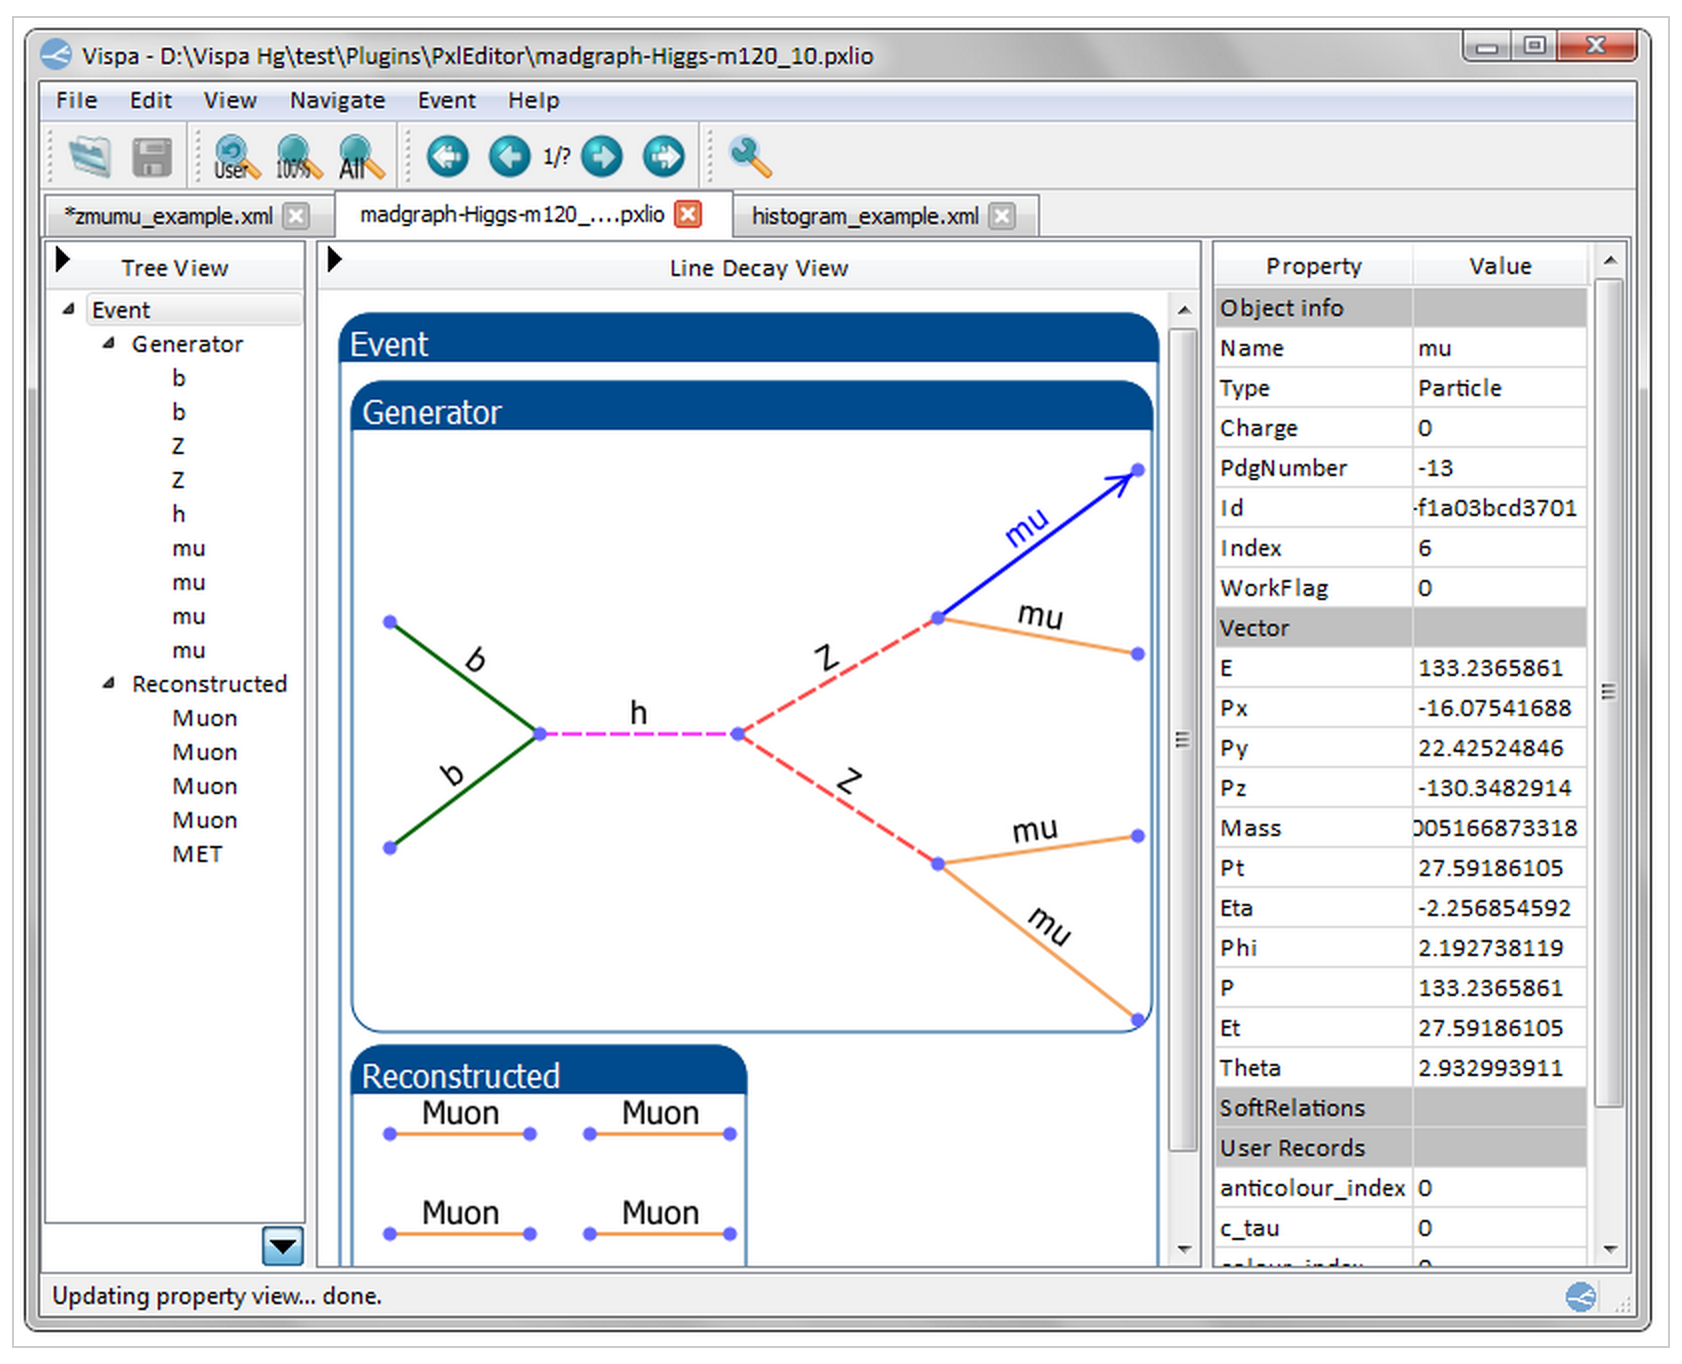 Vispa - D:\Vispa Hg\test\Plugins\PxlEditor\madgraph-Higgs-m120_10.pxlio
File Edit View Navigate Event Help
User 100% All 1/?
*zmumu_example.xml madgraph-Higgs-m120_....pxlio histogram_example.xml
Tree View
Event
Generator
b
b
Z
Z
h
mu
mu
mu
mu
Reconstructed
Muon
Muon
Muon
Muon
MET
Line Decay View
Event
Generator
mu
mu
b
Z
h
b
Z
mu
mu
Reconstructed
Muon Muon
Muon Muon
Property Value
Object info
Name mu
Type Particle
Charge 0
PdgNumber -13
Id -f1a03bcd3701
Index 6
WorkFlag 0
Vector
E 133.2365861
Px -16.07541688
Py 22.42524846
Pz -130.3482914
Mass 005166873318
Pt 27.59186105
Eta -2.256854592
Phi 2.192738119
P 133.2365861
Et 27.59186105
Theta 2.932993911
SoftRelations
User Records
anticolour_index 0
c_tau 0
Updating property view... done.